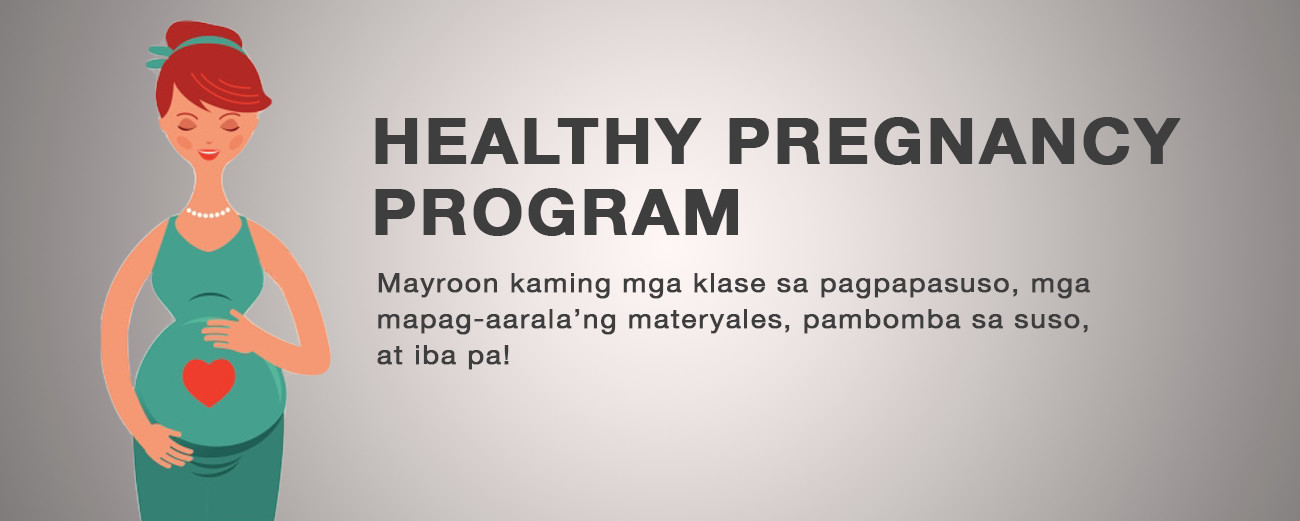 HEALTHY PREGNANCY
PROGRAM
Mayroon kaming mga klase sa pagpapasuso, mga
mapag-aarala’ng materyales, pambomba sa suso,
at iba pa!